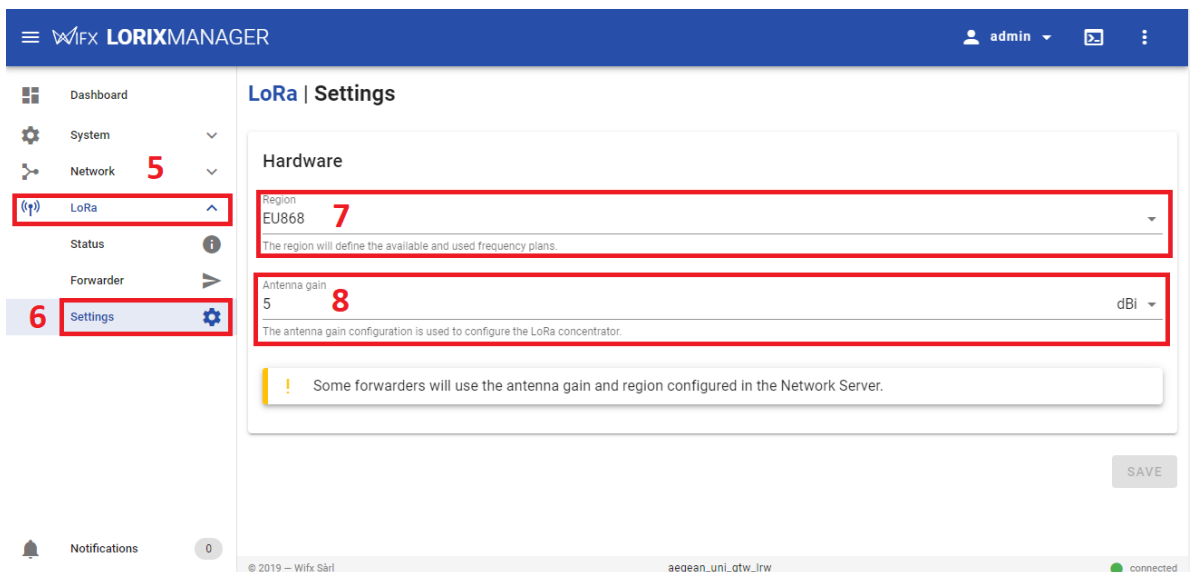 WIFX LORIXMANAGER
admin
Dashboard
System
Network
5
LoRa
Status
Forwarder
6
Settings
LoRa | Settings
Hardware
Region
EU868
7
The region will define the available and used frequency plans.
Antenna gain
5
8
dBi
The antenna gain configuration is used to configure the LoRa concentrator.
! Some forwarders will use the antenna gain and region configured in the Network Server.
SAVE
Notifications 0
© 2019 — Wifx Sàrl
aegean_uni_gtw_lrw
connected